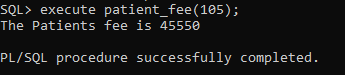 SQL> execute patient_fee(105);
The Patients fee is 45550
PL/SQL procedure successfully completed.